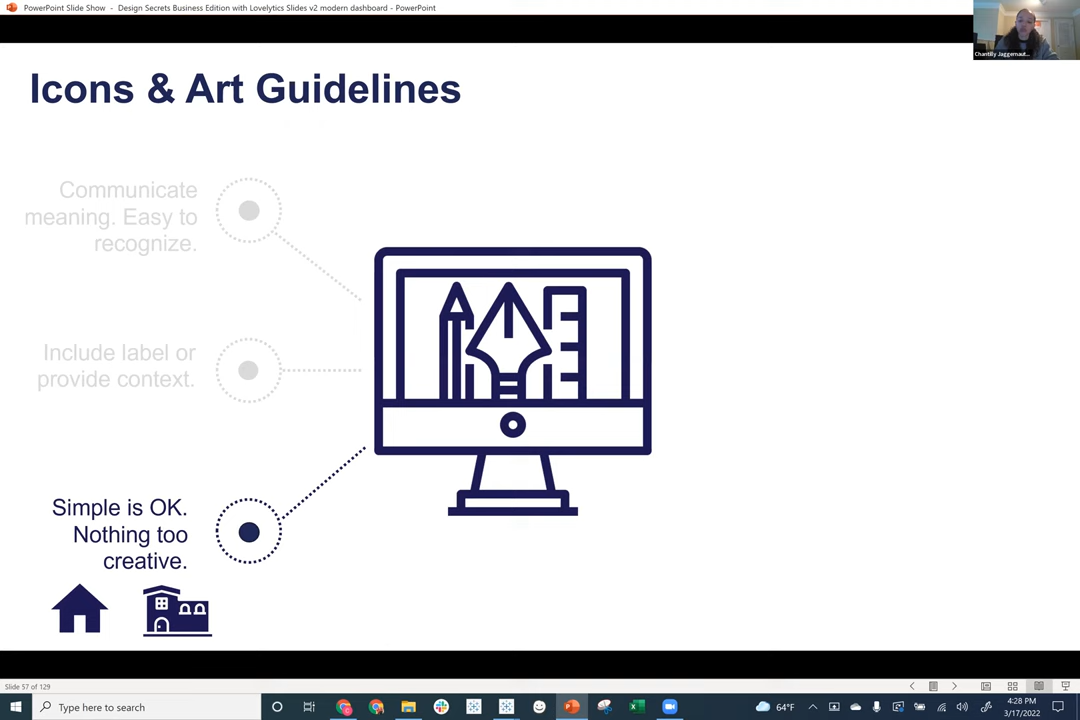 PowerPoint Slide Show - Design Secrets Business Edition with Lovelytics Slides v2 modern dashboard - PowerPoint
Chantilly Jaggernaut...
Icons & Art Guidelines
Communicate
meaning. Easy to
recognize.
Include label or
provide context.
Simple is OK.
Nothing too
creative.
Slide 57 of 129
Type here to search
64°F
4:28 PM
3/17/2022